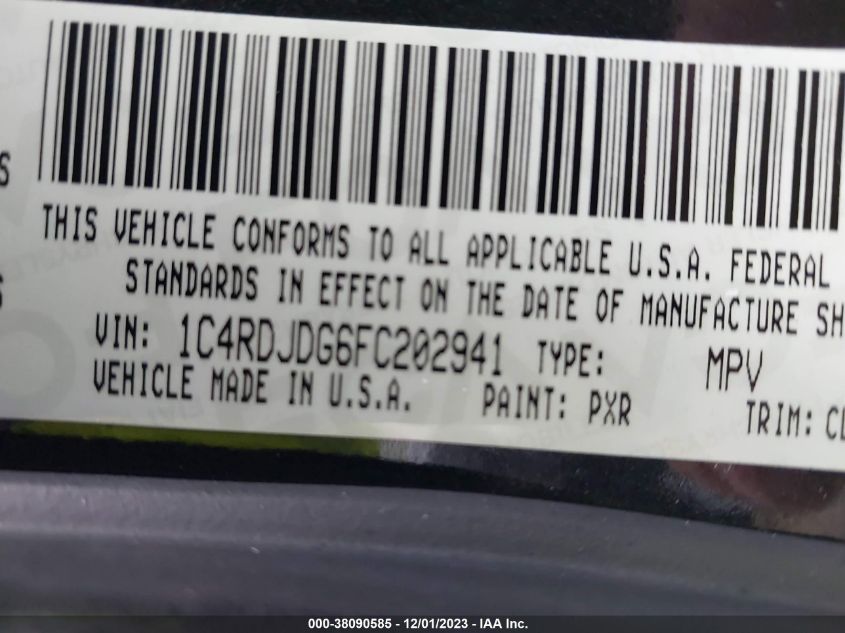 THIS VEHICLE CONFORMS TO ALL APPLICABLE U.S.A. FEDERAL
STANDARDS IN EFFECT ON THE DATE OF MANUFACTURE SH
VIN: 1C4RDJDG6FC202941 TYPE: MPV
VEHICLE MADE IN U.S.A. PAINT: PXR TRIM: CL
000-38090585 - 12/01/2023 - IAA Inc.